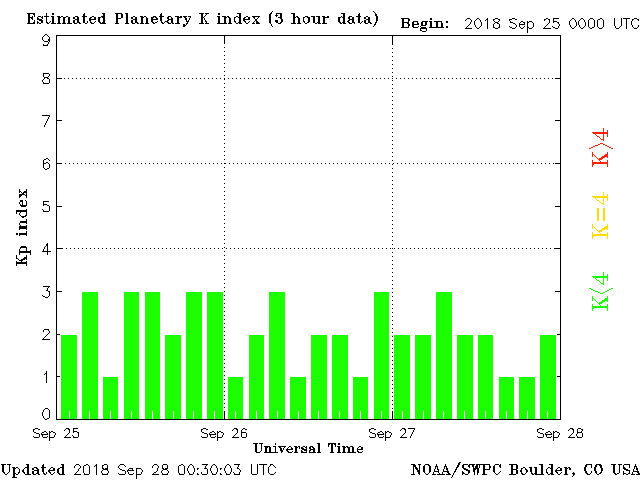 Estimated Planetary K index (3 hour data)
Begin: 2018 Sep 25 0000 UTC
9
8
7
6
5
4
3
2
1
0
Kp index
K>4
K=4
K<4
Sep 25
Sep 26
Sep 27
Sep 28
Universal Time
Updated 2018 Sep 28 00:30:03 UTC
NOAA/SWPC Boulder, CO USA